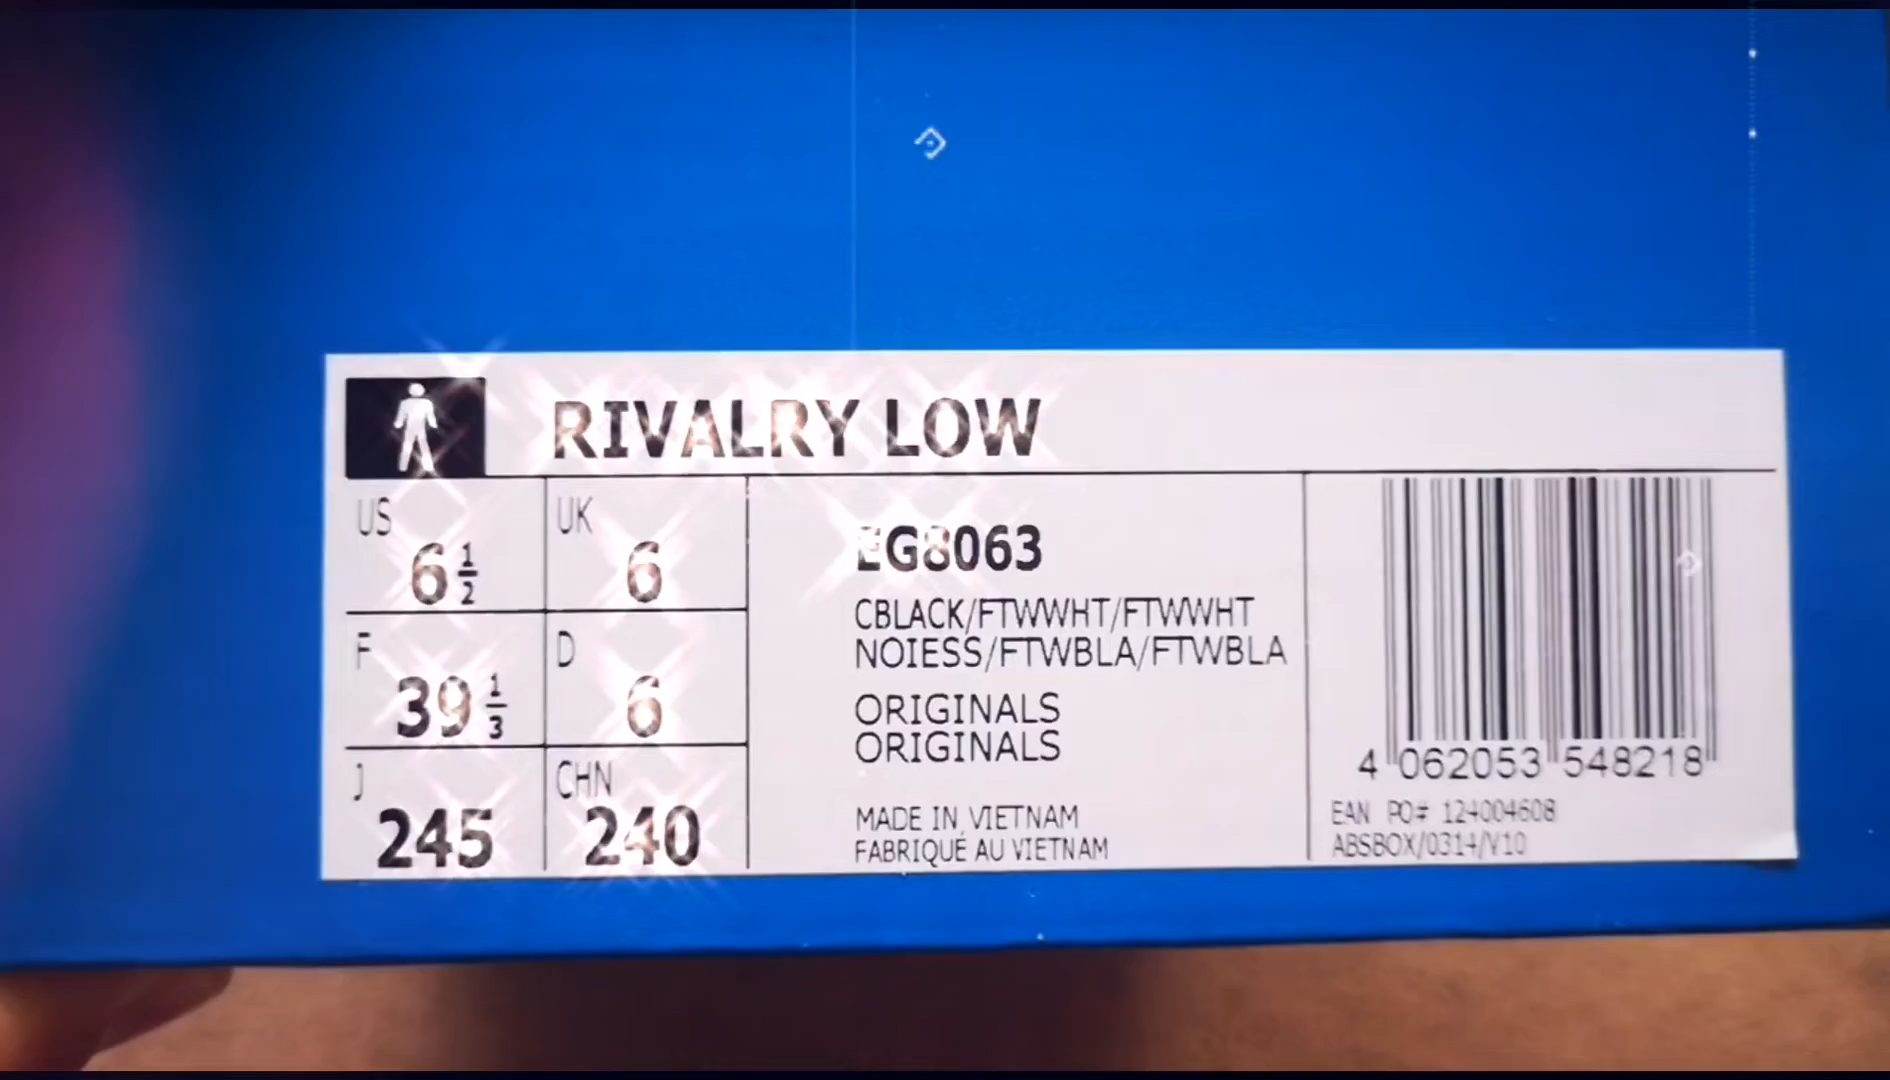 RIVALRY LOW
US
6 1/2
UK
6
F
39 1/3
D
6
J
245
CHN
240
EG8063
CBLACK/FTWWHT/FTWWHT
NOIESS/FTWBLA/FTWBLA
ORIGINALS
ORIGINALS
MADE IN VIETNAM
FABRIQUÉ AU VIETNAM
4 062053 548218
EAN PO# 124004608
ABSBOX/0314/V10